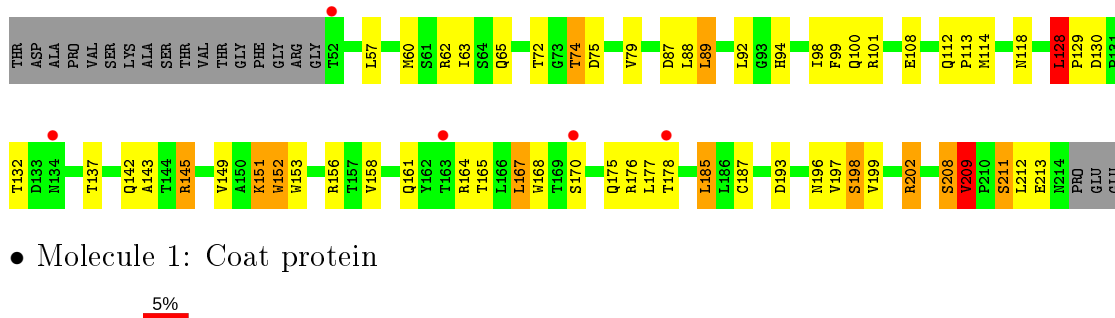 THR ASP ALA PRO VAL SER LYS ALA SER THR VAL THR GLY PHE GLY ARG GLY T52 L57 M60 S61 R62 I63 S64 Q65 T72 G73 T74 D75 V79 D87 L88 L89 L92 G93 H94 I98 F99 Q100 R101 E108 Q112 P113 M114 N118 L128 P129 D130 P131
T132 D133 N134 T137 Q142 A143 T144 R145 V149 A150 K151 W152 W153 R156 T157 V158 Q161 Y162 T163 R164 T165 L166 L167 W168 T169 S170 Q175 R176 L177 T178 L185 L186 C187 D193 N196 V197 S198 V199 R202 S208 V209 P210 S211 L212 E213 N214 PRO GLU GLU
• Molecule 1: Coat protein
5%